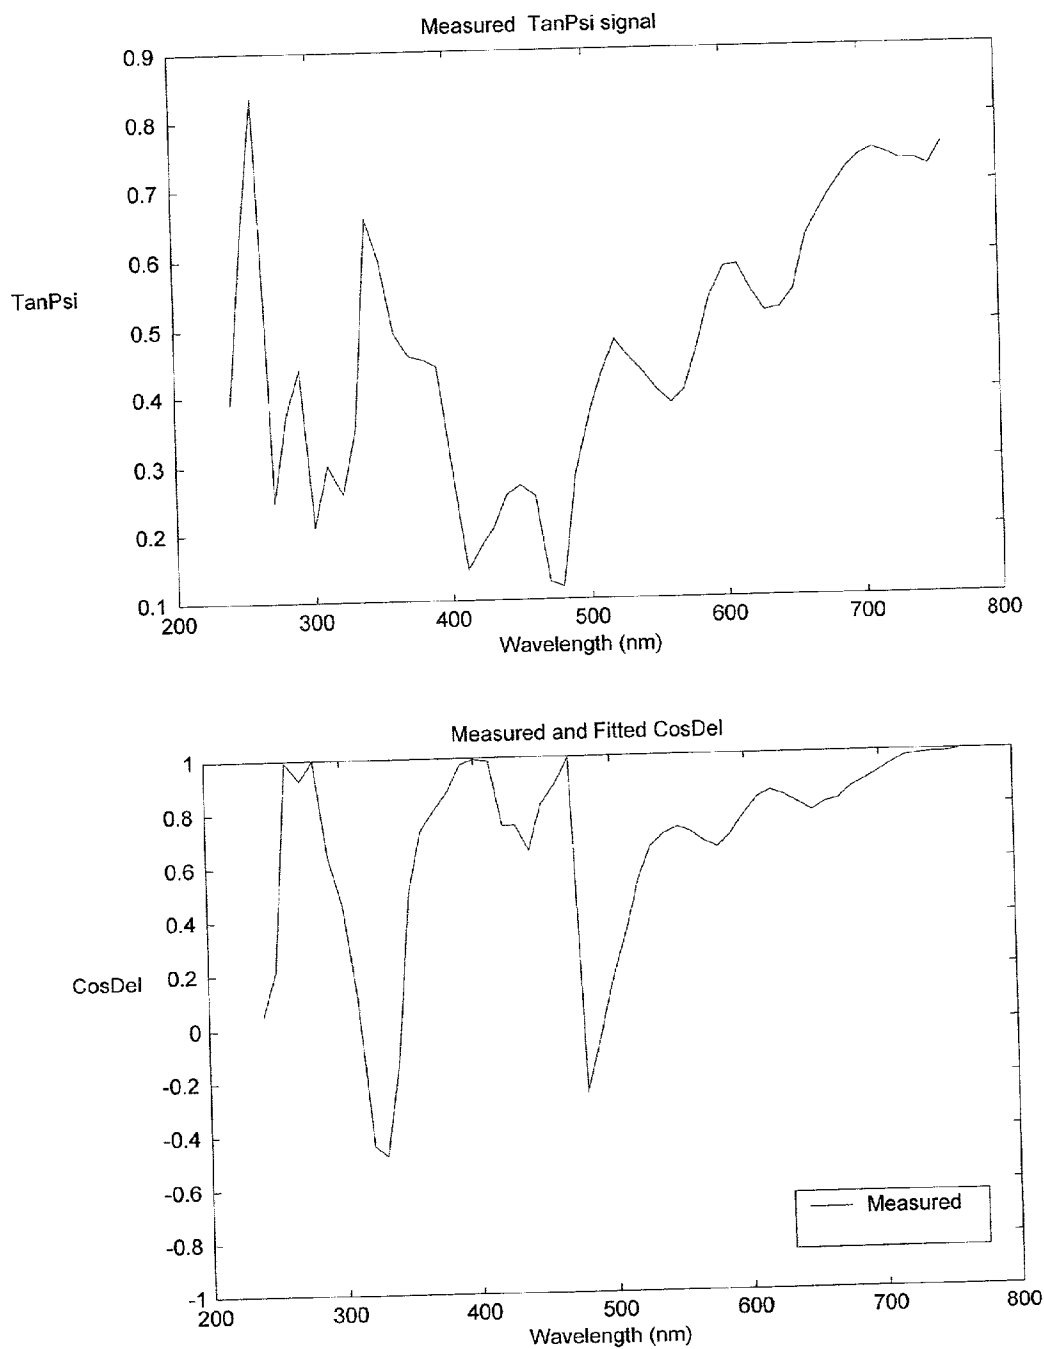 Measured TanPsi signal
0.9
0.8
0.7
0.6
TanPsi
0.5
0.4
0.3
0.2
0.1
200 300 400 500 600 700 800
Wavelength (nm)
Measured and Fitted CosDel
1
0.8
0.6
0.4
0.2
CosDel
0
-0.2
-0.4
-0.6
-0.8
-1
Measured
200 300 400 500 600 700 800
Wavelength (nm)